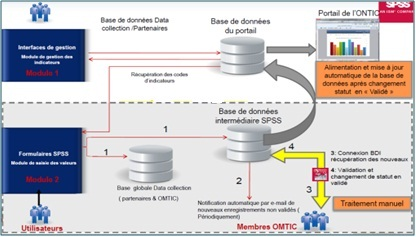 Base de données Data
collection /Partenaires
Base de données
du portail
Portail de l'ONTIC
SPSS
Interfaces de gestion
Module de gestion des
indicateurs
Module 1
Récupération des codes
d'indicateurs
Alimentation et mise à jour
automatique de la base de
données après changement
statut en « Validé »
Base de données
intermédiaire SPSS
Formulaires SPSS
Module de saisie des valeurs
Module 2
1
1
1
4
3: Connexion BDI
récupération des nouveaux
4: Validation et
changement de statut en
valide
3
2
Base globale Data collection
( partenaires & OMTIC)
Notification automatique par e-mail de
nouveaux enregistrements non validés (
Périodiquement)
Traitement manuel
Utilisateurs
Membres OMTIC